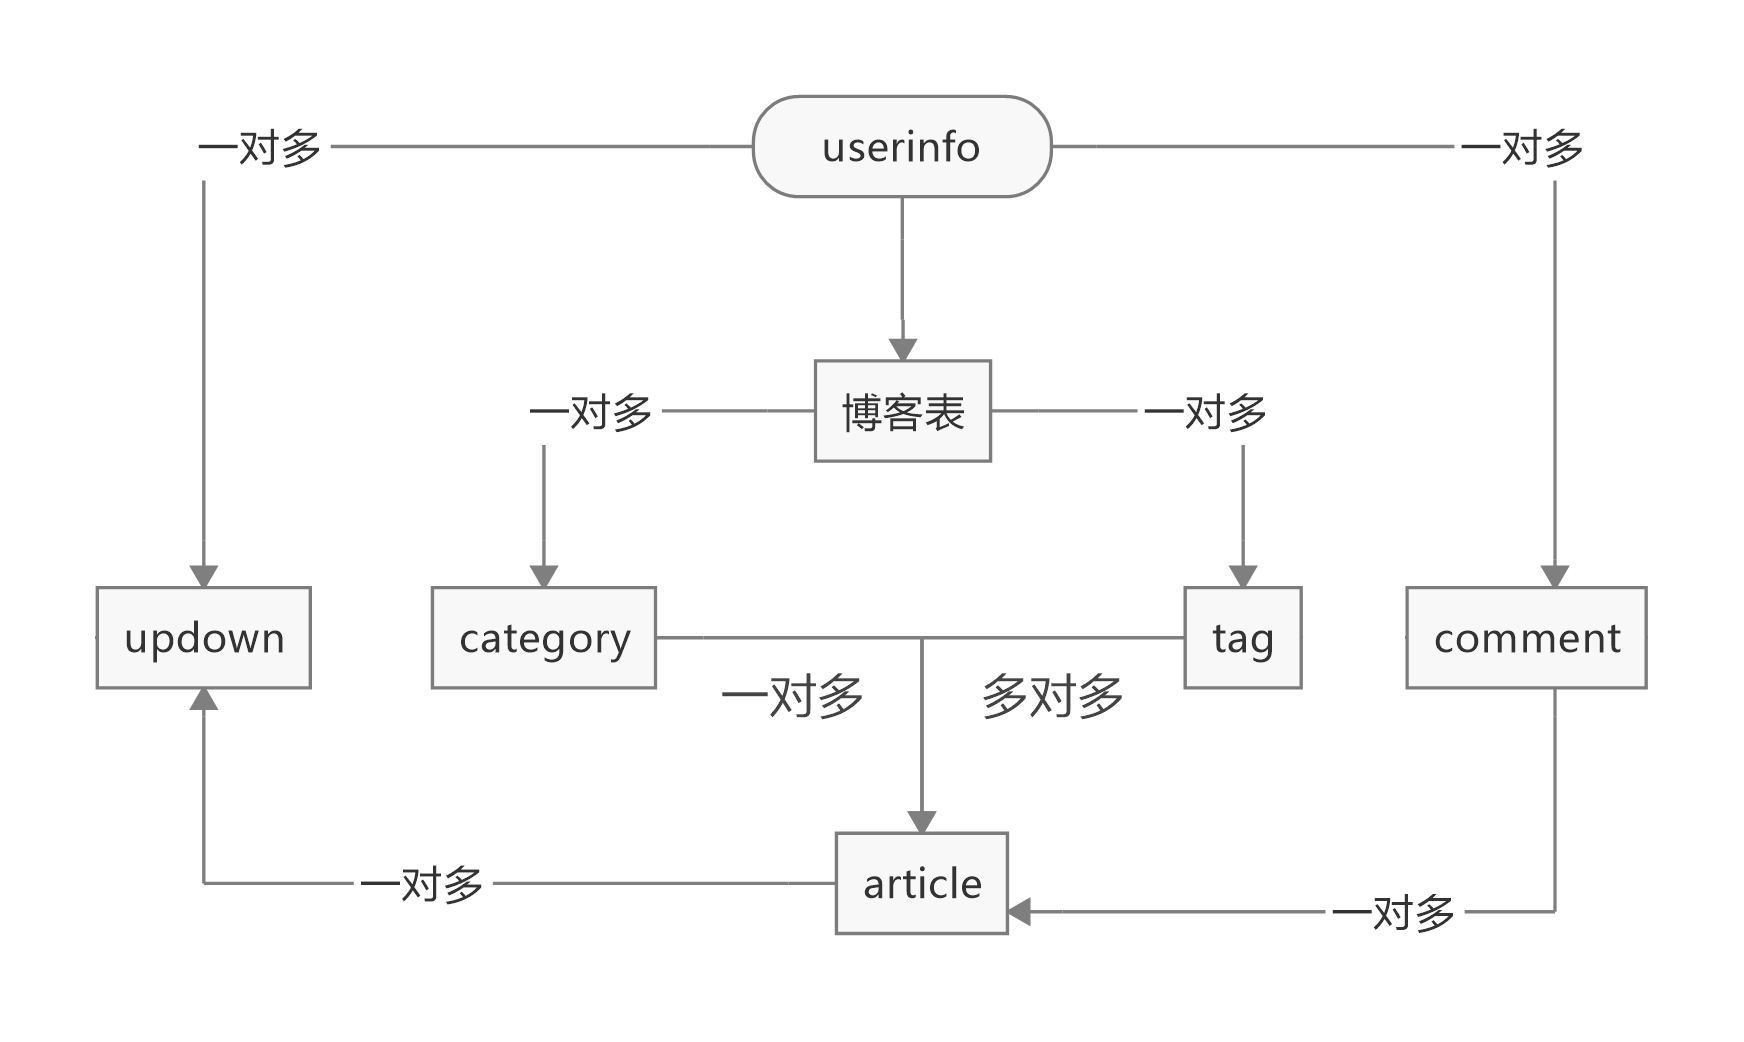 一对多
userinfo
一对多
一对多
博客表
一对多
updown
category
tag
comment
一对多
多对多
一对多
article
一对多